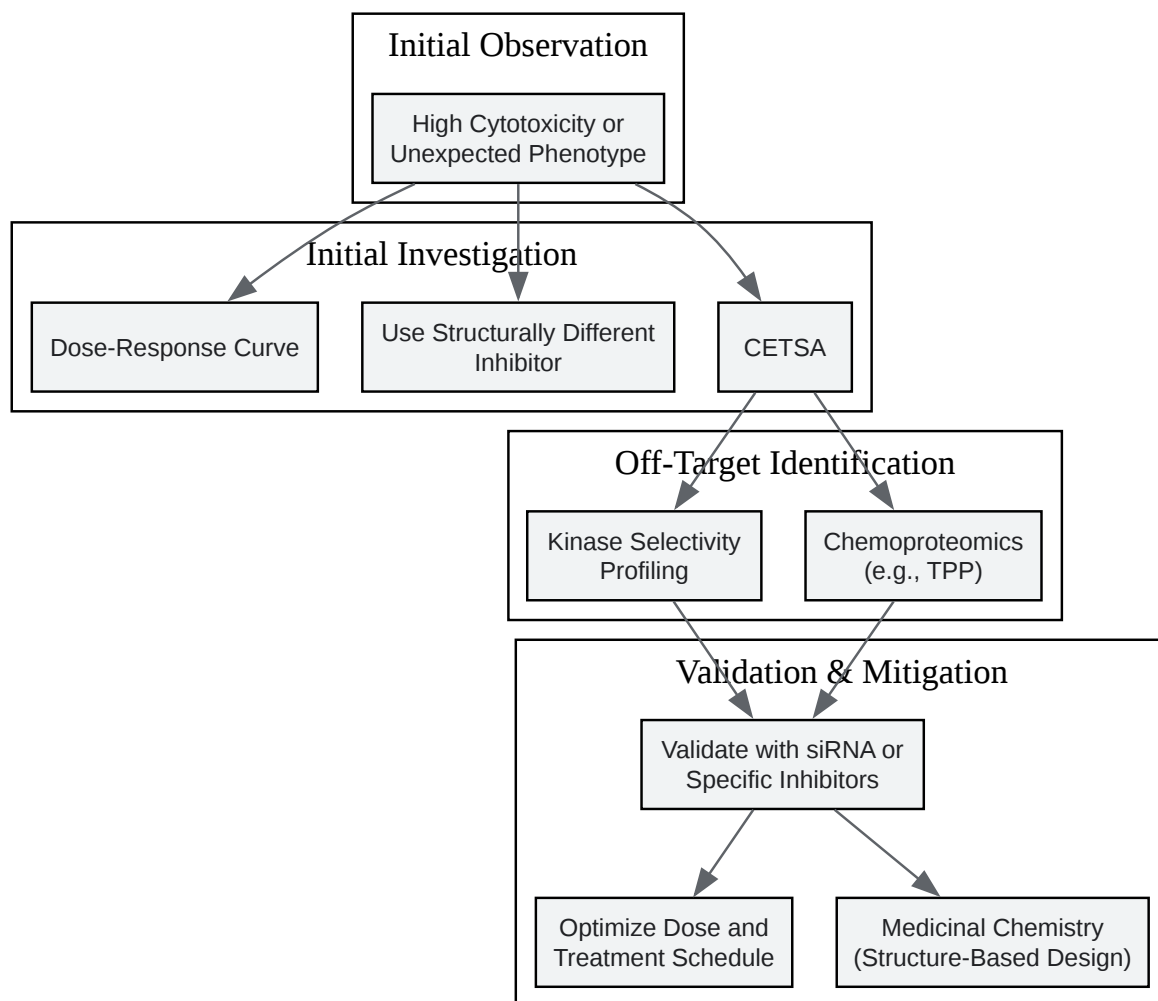 Initial Observation
High Cytotoxicity or
Unexpected Phenotype
Initial Investigation
Dose-Response Curve
Use Structurally Different
Inhibitor
CETSA
Off-Target Identification
Kinase Selectivity
Profiling
Chemoproteomics
(e.g., TPP)
Validation & Mitigation
Validate with siRNA or
Specific Inhibitors
Optimize Dose and
Treatment Schedule
Medicinal Chemistry
(Structure-Based Design)